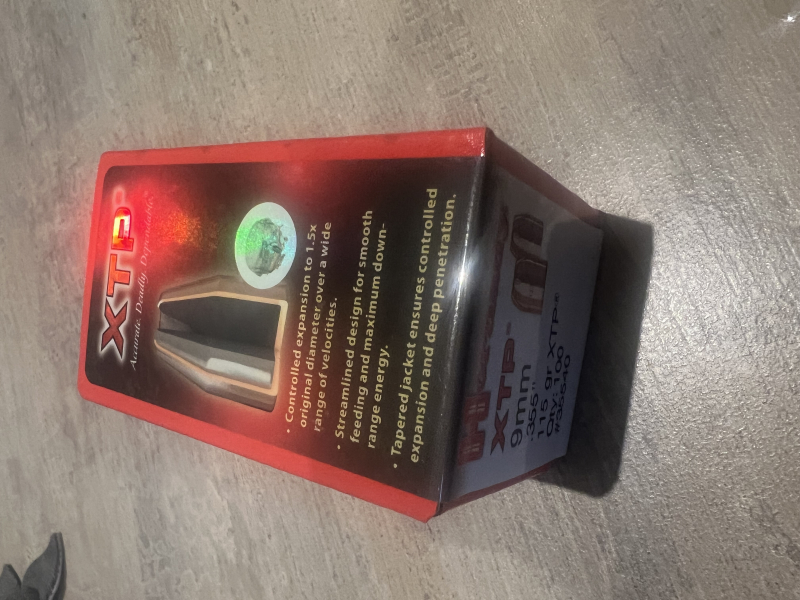 XTP®
Accurate. Deadly. Dependable.
• Controlled expansion to 1.5x
original diameter over a wide
range of velocities.
• Streamlined design for smooth
feeding and maximum down-
range energy.
• Tapered jacket ensures controlled
expansion and deep penetration.
Hornady
XTP®
9mm
.355"
115 gr XTP®
Qty: 100
#35540